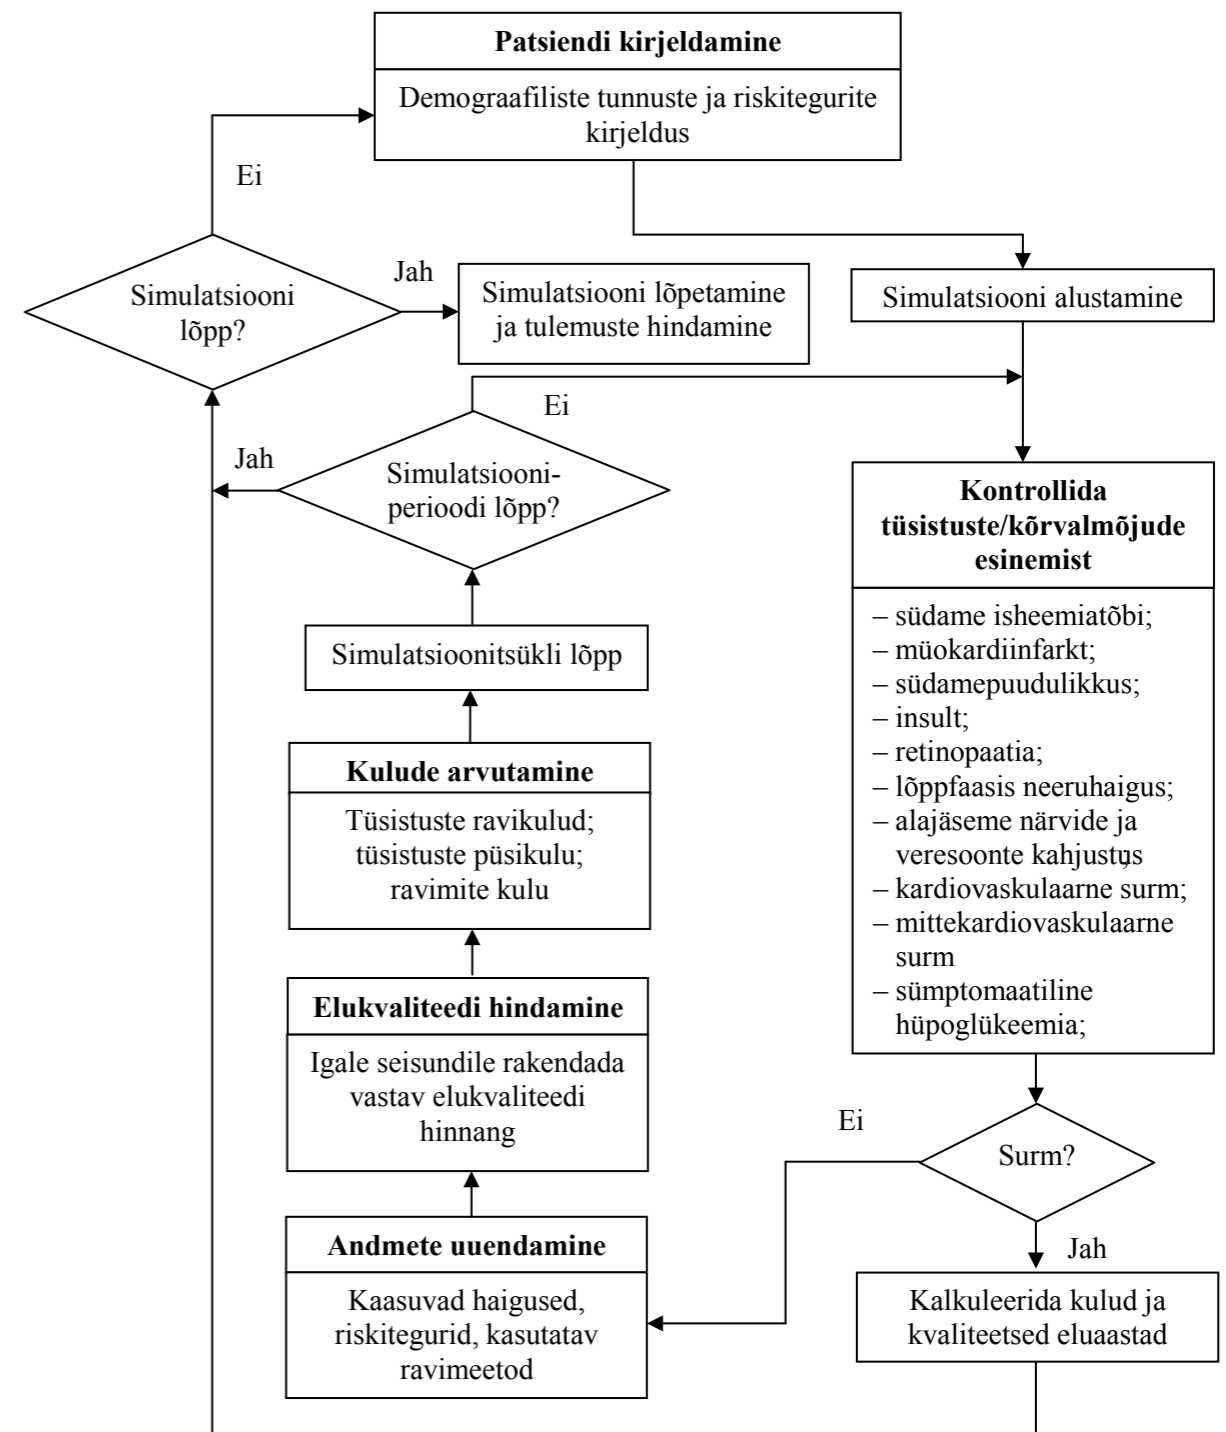 Patsiendi kirjeldamine
Demograafiliste tunnuste ja riskitegurite
kirjeldus
Ei
Simulatsiooni
lõpp?
Jah
Simulatsiooni lõpetamine
ja tulemuste hindamine
Simulatsiooni alustamine
Ei
Jah
Simulatsiooni-
perioodi lõpp?
Kontrollida
tüsistuste/kõrvalmõjude
esinemist
– südame isheemiatõbi;
– müokardiinfarkt;
– südamepuudulikkus;
– insult;
– retinopaatia;
– lõppfaasis neeruhaigus;
– alajäseme närvide ja
veresoonte kahjustus;
– kardiovaskulaarne surm;
– mittekardiovaskulaarne
surm
– sümptomaatiline
hüpoglükeemia;
Simulatsioonitsükli lõpp
Kulude arvutamine
Tüsistuste ravikulud;
tüsistuste püsikulu;
ravimite kulu
Elukvaliteedi hindamine
Igale seisundile rakendada
vastav elukvaliteedi
hinnang
Ei
Surm?
Jah
Andmete uuendamine
Kaasuvad haigused,
riskitegurid, kasutatav
ravimeetod
Kalkuleerida kulud ja
kvaliteetsed eluaastad